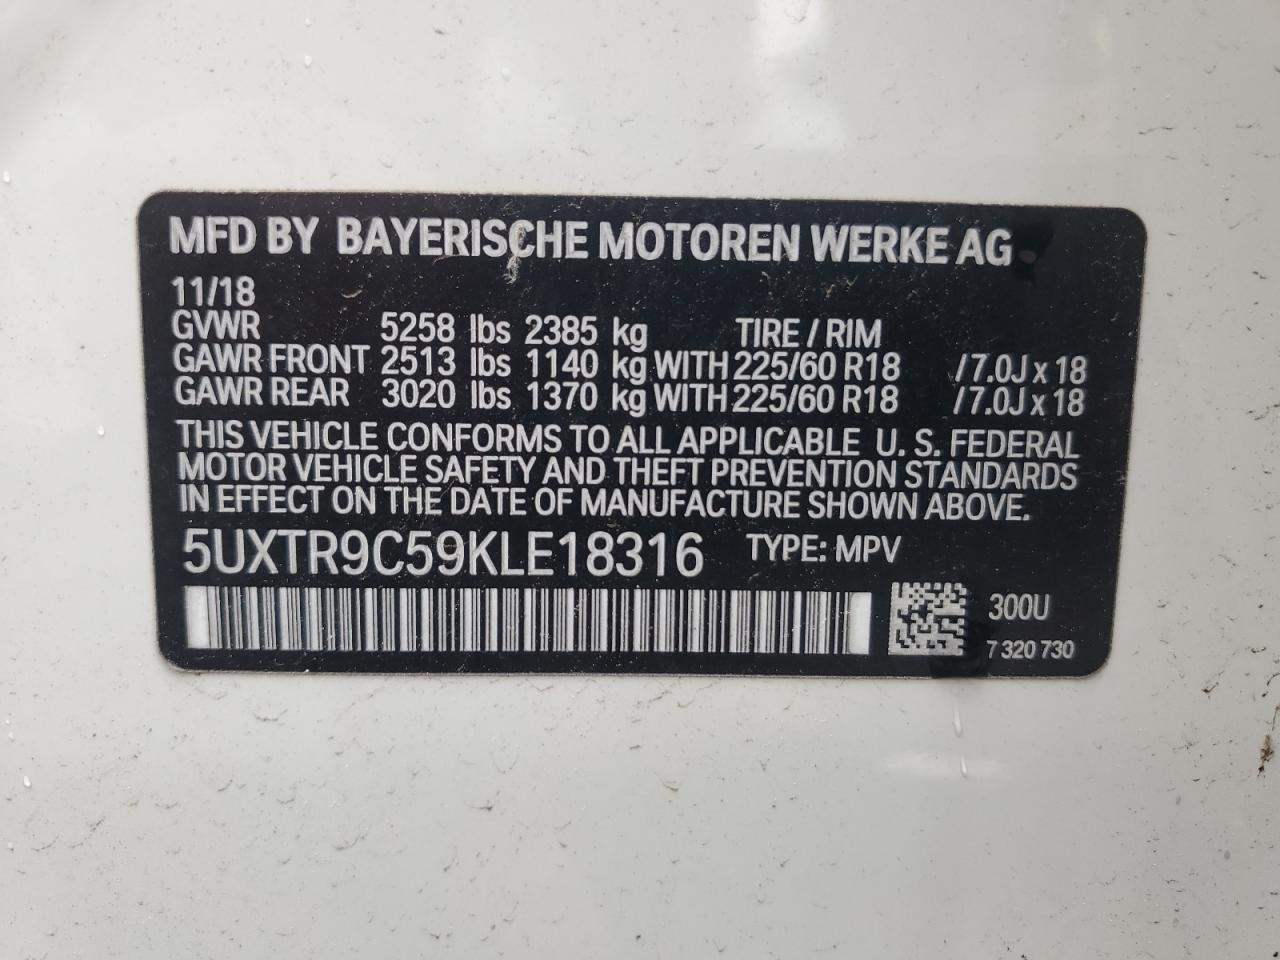 MFD BY BAYERISCHE MOTOREN WERKE AG
11/18
GVWR 5258 lbs 2385 kg TIRE / RIM
GAWR FRONT 2513 lbs 1140 kg WITH 225/60 R18 /7.0J x 18
GAWR REAR 3020 lbs 1370 kg WITH 225/60 R18 /7.0J x 18
THIS VEHICLE CONFORMS TO ALL APPLICABLE U. S. FEDERAL
MOTOR VEHICLE SAFETY AND THEFT PREVENTION STANDARDS
IN EFFECT ON THE DATE OF MANUFACTURE SHOWN ABOVE.
5UXTR9C59KLE18316 TYPE: MPV
300U
7 320 730